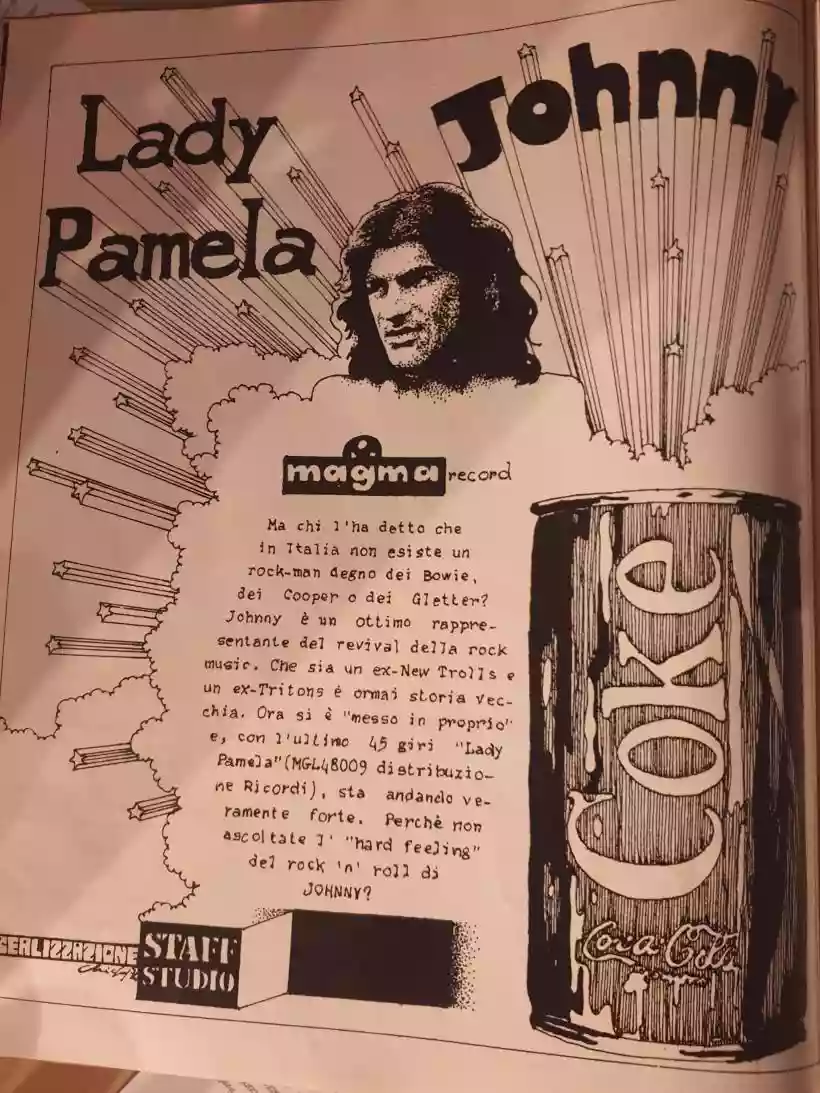 Lady
Pamela
Johnny
magma record
Ma chi l'ha detto che
in Italia non esiste un
rock-man degno dei Bowie,
dei Cooper o dei Gletter?
Johnny è un ottimo rappre-
sentante del revival della rock
music. Che sia un ex-New Trolls e
un ex-Tritons è ormai storia vec-
chia. Ora si è "messo in proprio"
e, con l'ultimo 45 giri "Lady
Pamela" (MGL48009 distribuzio-
ne Ricordi), sta andando ve-
ramente forte. Perchè non
ascoltate l' "hard feeling"
del rock 'n' roll di
JOHNNY?
Coke
Coca Cola
REALIZZAZIONE
STAFF
STUDIO